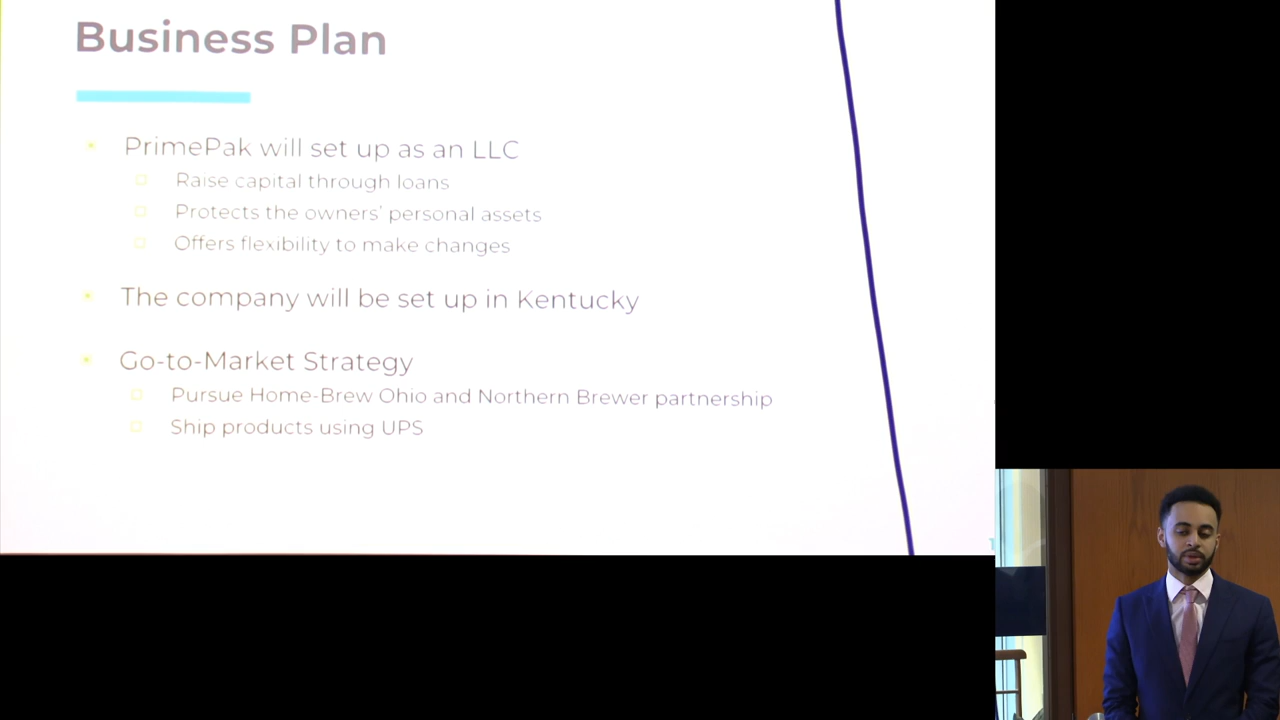 Business Plan
PrimePak will set up as an LLC
Raise capital through loans
Protects the owners' personal assets
Offers flexibility to make changes
The company will be set up in Kentucky
Go-to-Market Strategy
Pursue Home-Brew Ohio and Northern Brewer partnership
Ship products using UPS